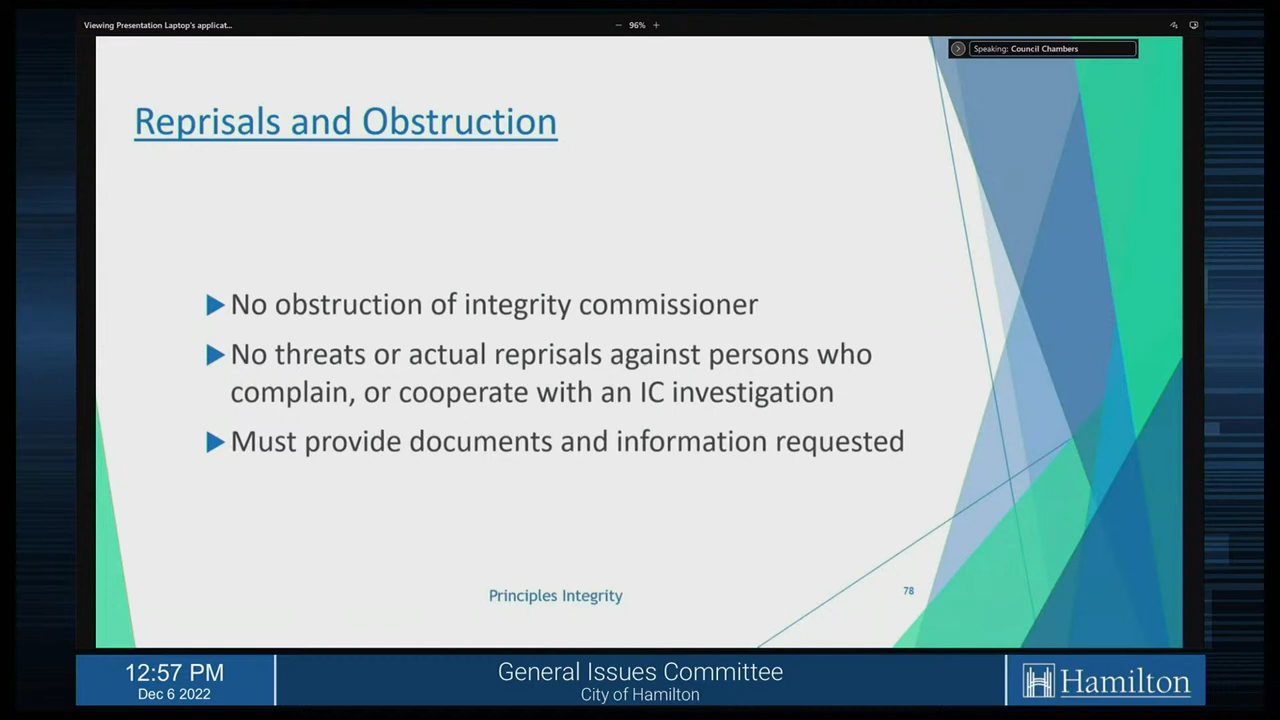 Viewing Presentation Laptop's applicat...
96%
Speaking: Council Chambers
Reprisals and Obstruction
No obstruction of integrity commissioner
No threats or actual reprisals against persons who
complain, or cooperate with an IC investigation
Must provide documents and information requested
Principles Integrity
78
12:57 PM
Dec 6 2022
General Issues Committee
City of Hamilton
Hamilton